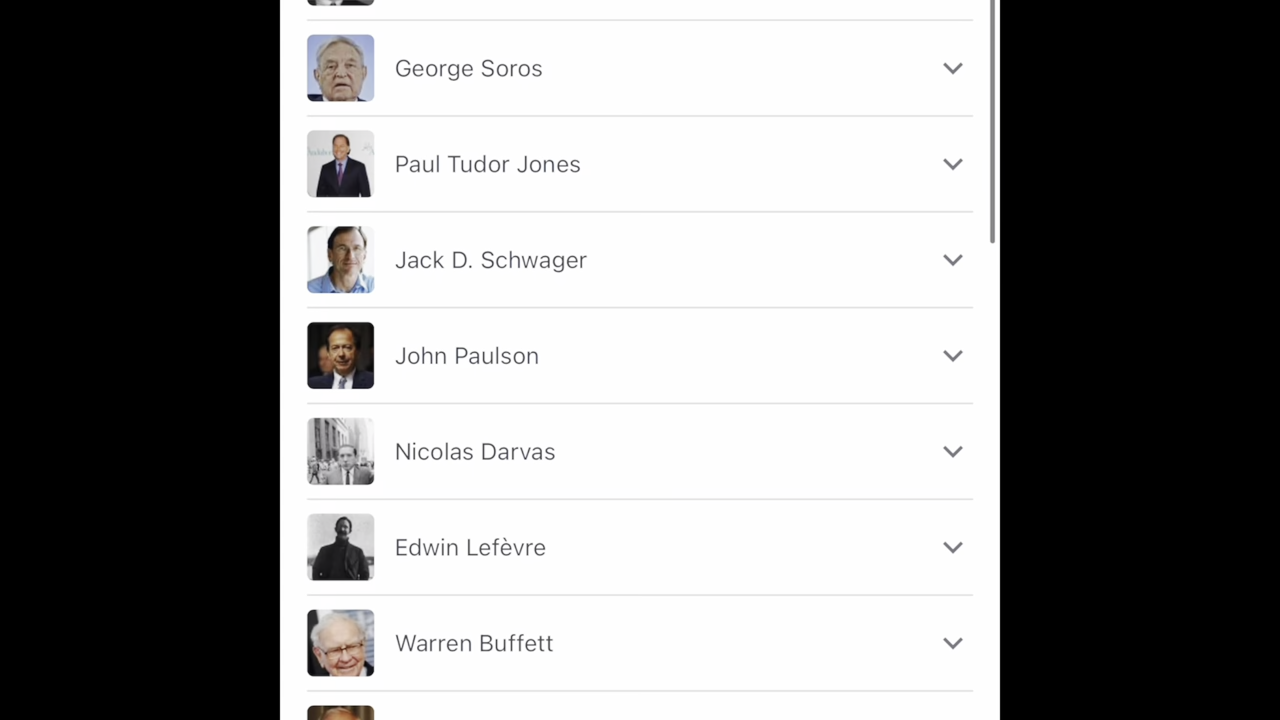 George Soros
Paul Tudor Jones
Jack D. Schwager
John Paulson
Nicolas Darvas
Edwin Lefèvre
Warren Buffett